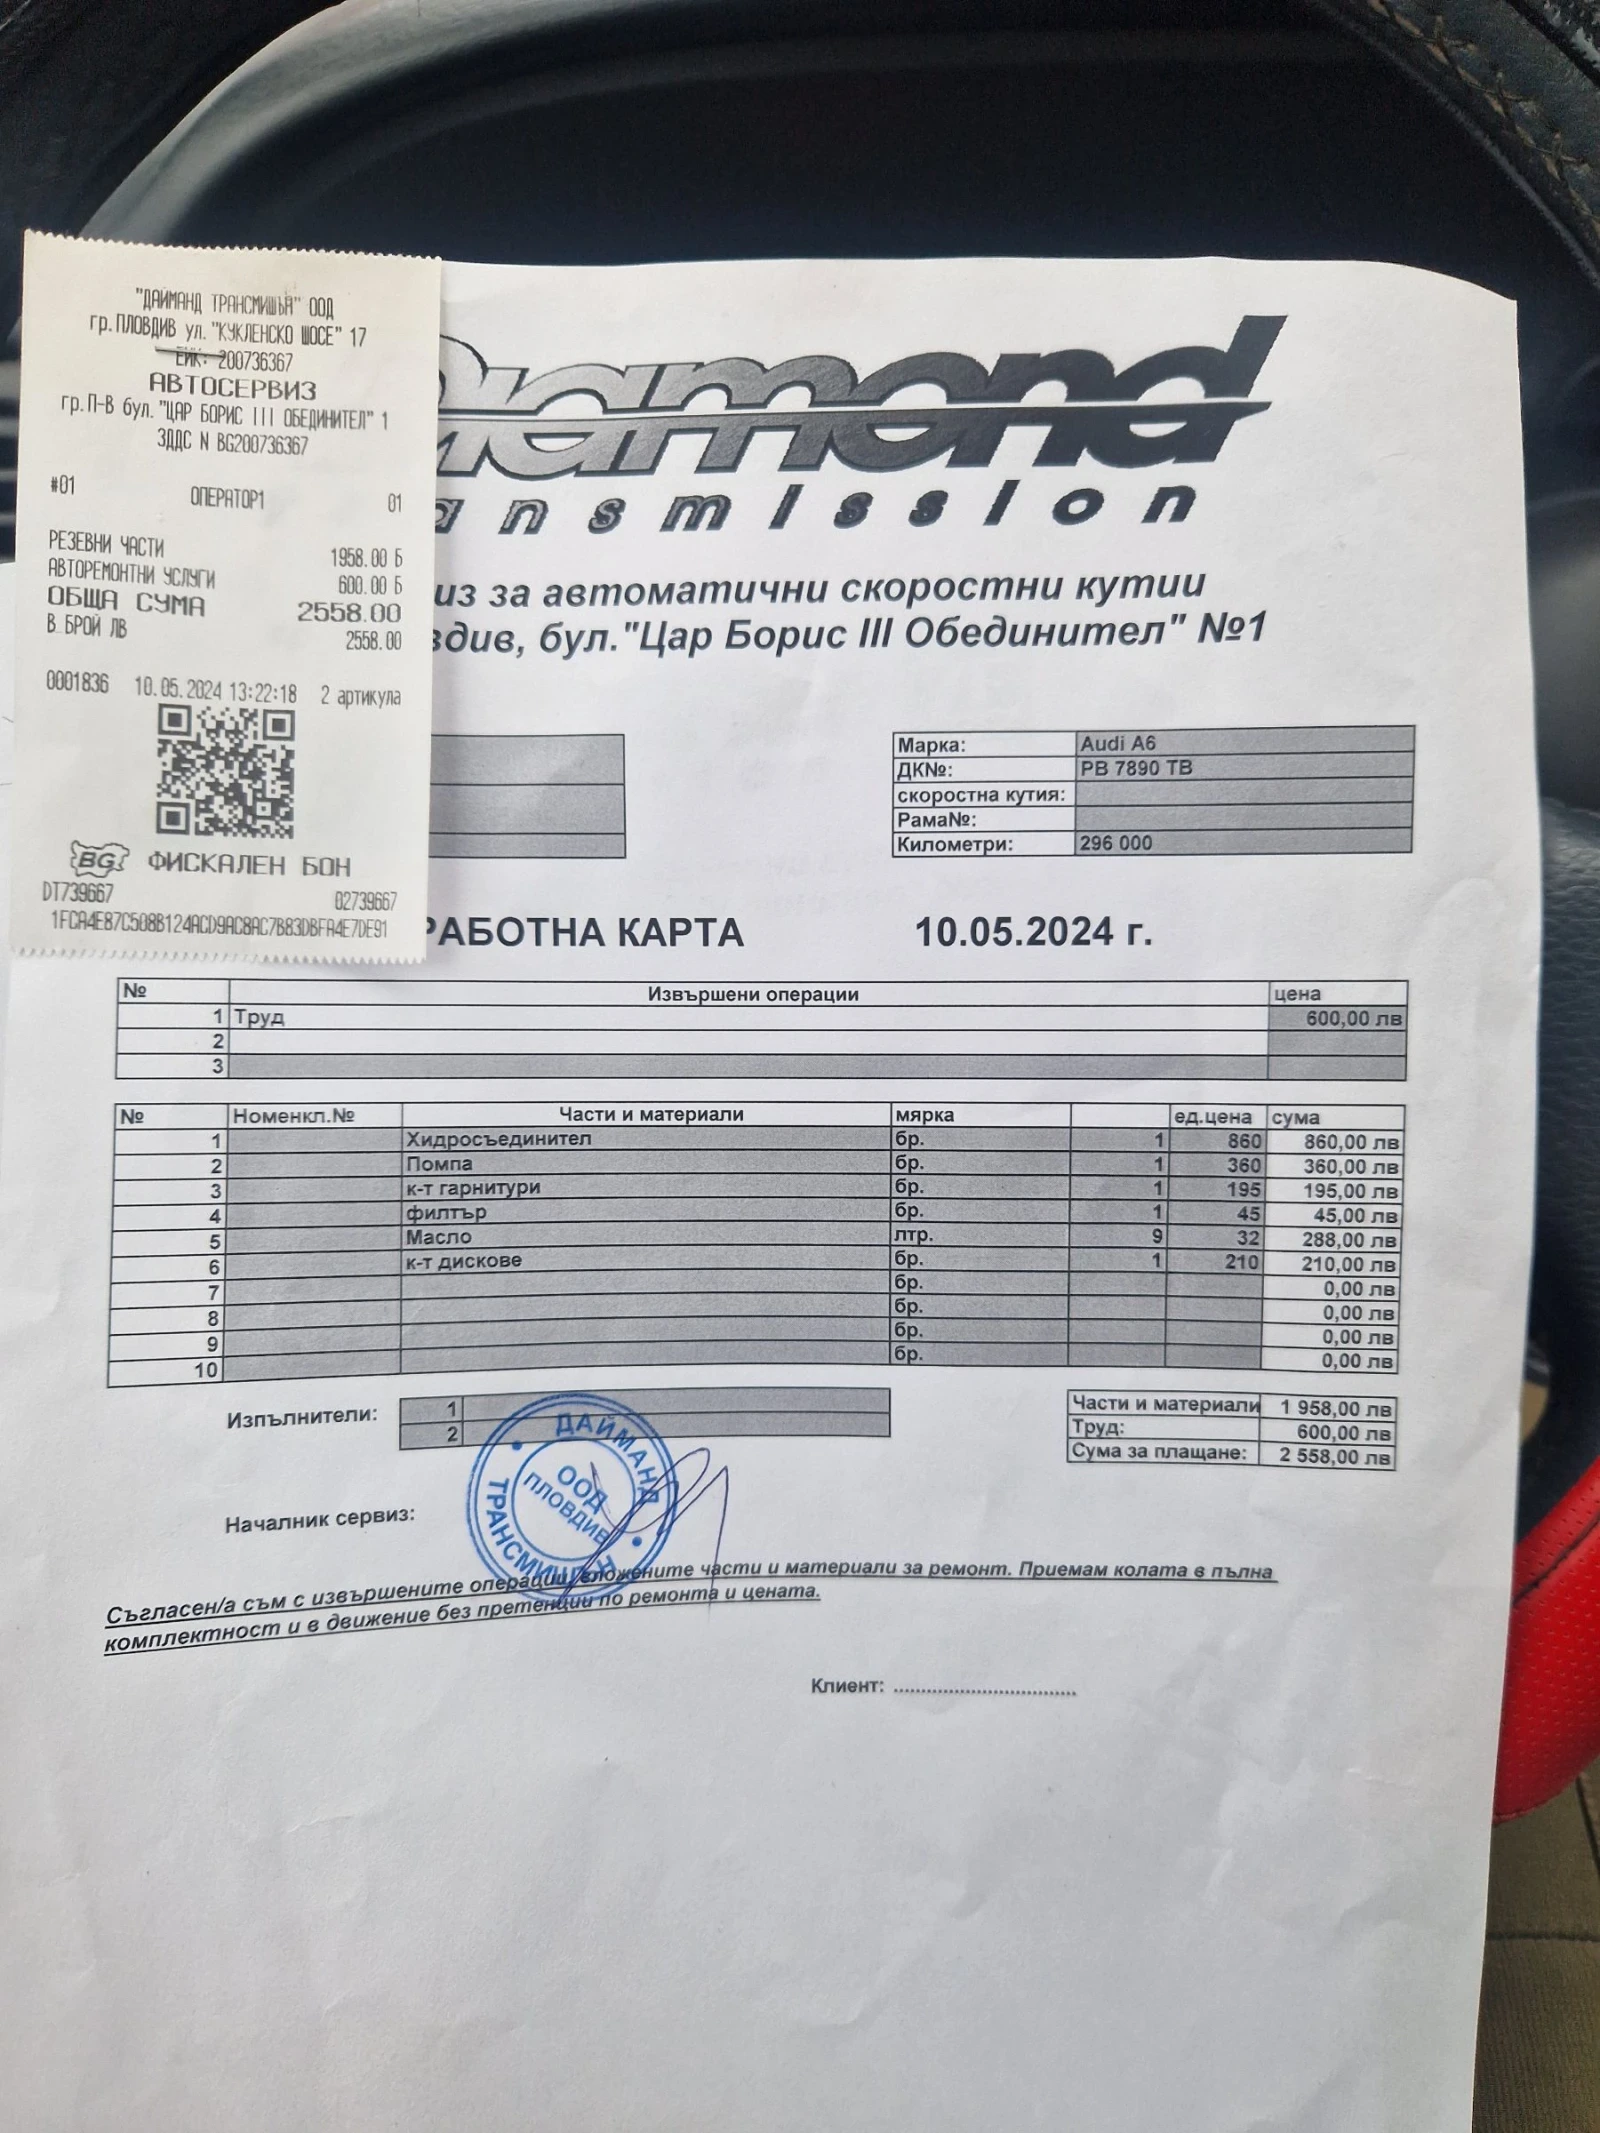 "ДАЙМАНД ТРАНСМИШЪН" ООД
гр.ПЛОВДИВ ул."КУКЛЕНСКО ШОСЕ" 17
ЕИК: 200736367
АВТОСЕРВИЗ
гр.П-В бул."ЦАР БОРИС III ОБЕДИНИТЕЛ" 1
ЗДДС N BG200736367
#01 ОПЕРАТОР1 01
РЕЗЕВНИ ЧАСТИ 1958.00 Б
АВТОРЕМОНТНИ УСЛУГИ 600.00 Б
ОБЩА СУМА 2558.00
В БРОЙ ЛВ 2558.00
0001836 10.05.2024 13:22:18 2 артикула
BG ФИСКАЛЕН БОН
DT739667 02739667
1FCA4E87C508B124ACD9AC8AC7B83DBFA4E7DE91
Diamond
ansmission
из за автоматични скоростни кутии
вдив, бул."Цар Борис III Обединител" №1
Марка: Audi A6
ДК№: PB 7890 TB
скоростна кутия:
Рама№:
Километри: 296 000
РАБОТНА КАРТА 10.05.2024 г.
№ Извършени операции цена
1 Труд 600,00 лв
2
3
№ Номенкл.№ Части и материали мярка ед.цена сума
1 Хидросъединител бр. 1 860 860,00 лв
2 Помпа бр. 1 360 360,00 лв
3 к-т гарнитури бр. 1 195 195,00 лв
4 филтър бр. 1 45 45,00 лв
5 Масло лтр. 9 32 288,00 лв
6 к-т дискове бр. 1 210 210,00 лв
7 бр. 0,00 лв
8 бр. 0,00 лв
9 бр. 0,00 лв
10 бр. 0,00 лв
Изпълнители: 1
2
Части и материали 1 958,00 лв
Труд: 600,00 лв
Сума за плащане: 2 558,00 лв
ДАЙМАНД ТРАНСМИШЪН
ООД
ПЛОВДИВ
Началник сервиз:
Съгласен/а съм с извършените операции, вложените части и материали за ремонт. Приемам колата в пълна
комплектност и в движение без претенции по ремонта и цената.
Клиент: .................................